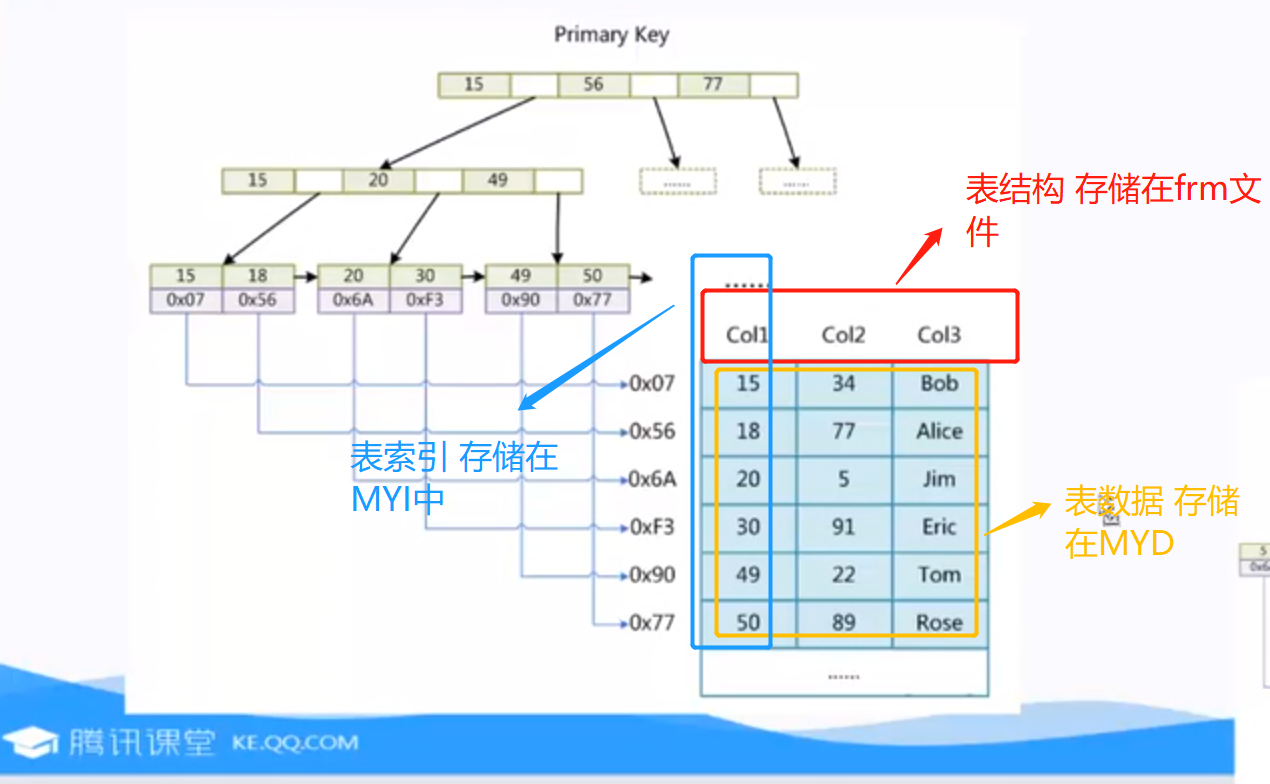 Primary Key
15 56 77
15 20 49
...... ......
表结构 存储在frm文
件
15 18 20 30 49 50
0x07 0x56 0x6A 0xF3 0x90 0x77
......
Col1 Col2 Col3
0x07 15 34 Bob
0x56 18 77 Alice
表索引 存储在
MYI中
0x6A 20 5 Jim
表数据 存储
在MYD
0xF3 30 91 Eric
0x90 49 22 Tom
0x77 50 89 Rose
......
5
腾讯课堂 KE.QQ.COM